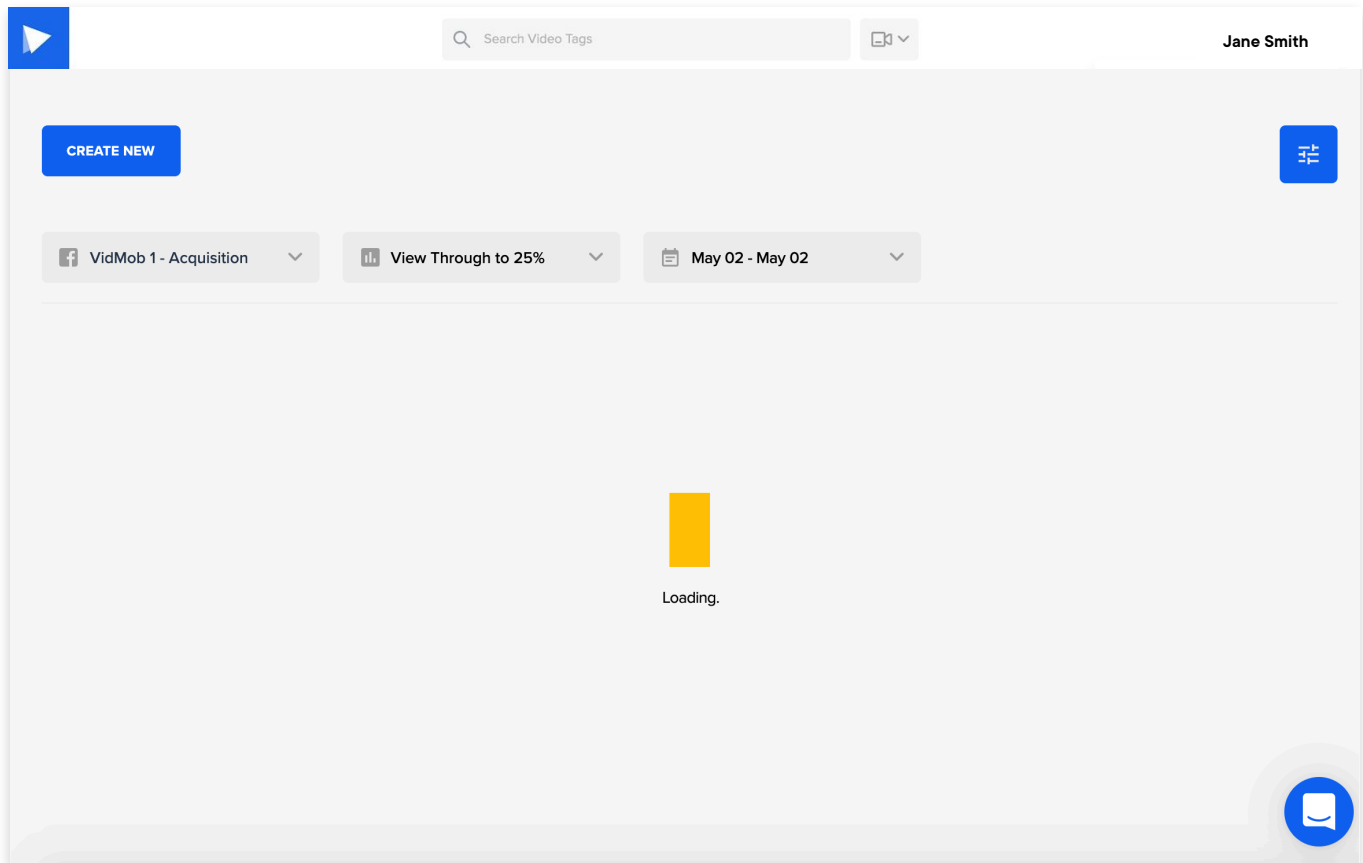 Search Video Tags
Jane Smith
CREATE NEW
VidMob 1 - Acquisition
View Through to 25%
May 02 - May 02
Loading.